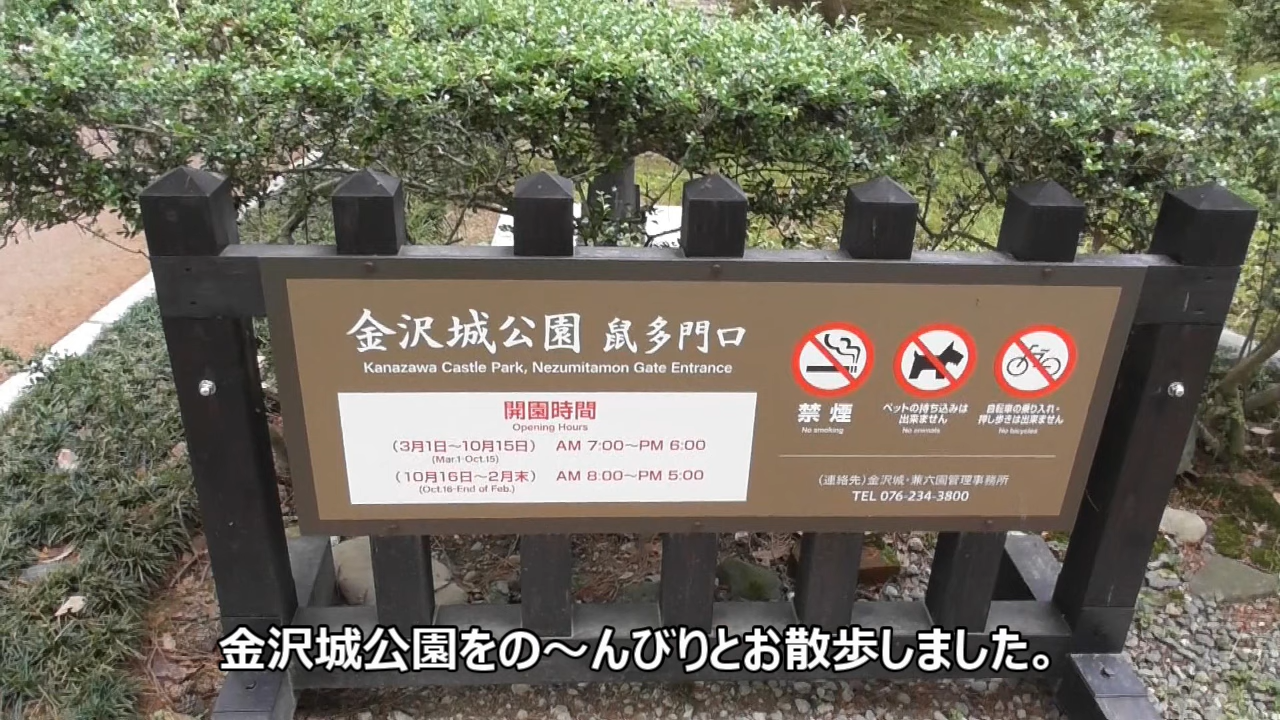 金沢城公園 鼠多門口
Kanazawa Castle Park, Nezumitamon Gate Entrance
開園時間
Opening Hours
(3月1日〜10月15日) AM 7:00〜PM 6:00
(Mar.1-Oct.15)
(10月16日〜2月末) AM 8:00〜PM 5:00
(Oct.16-End of Feb.)
禁煙
No smoking
ペットの持ち込みは
出来ません
No animals
自転車の乗り入れ・
押し歩きは出来ません
No bicycles
(連絡先)金沢城・兼六園管理事務所
TEL 076-234-3800
金沢城公園をの〜んびりとお散歩しました。